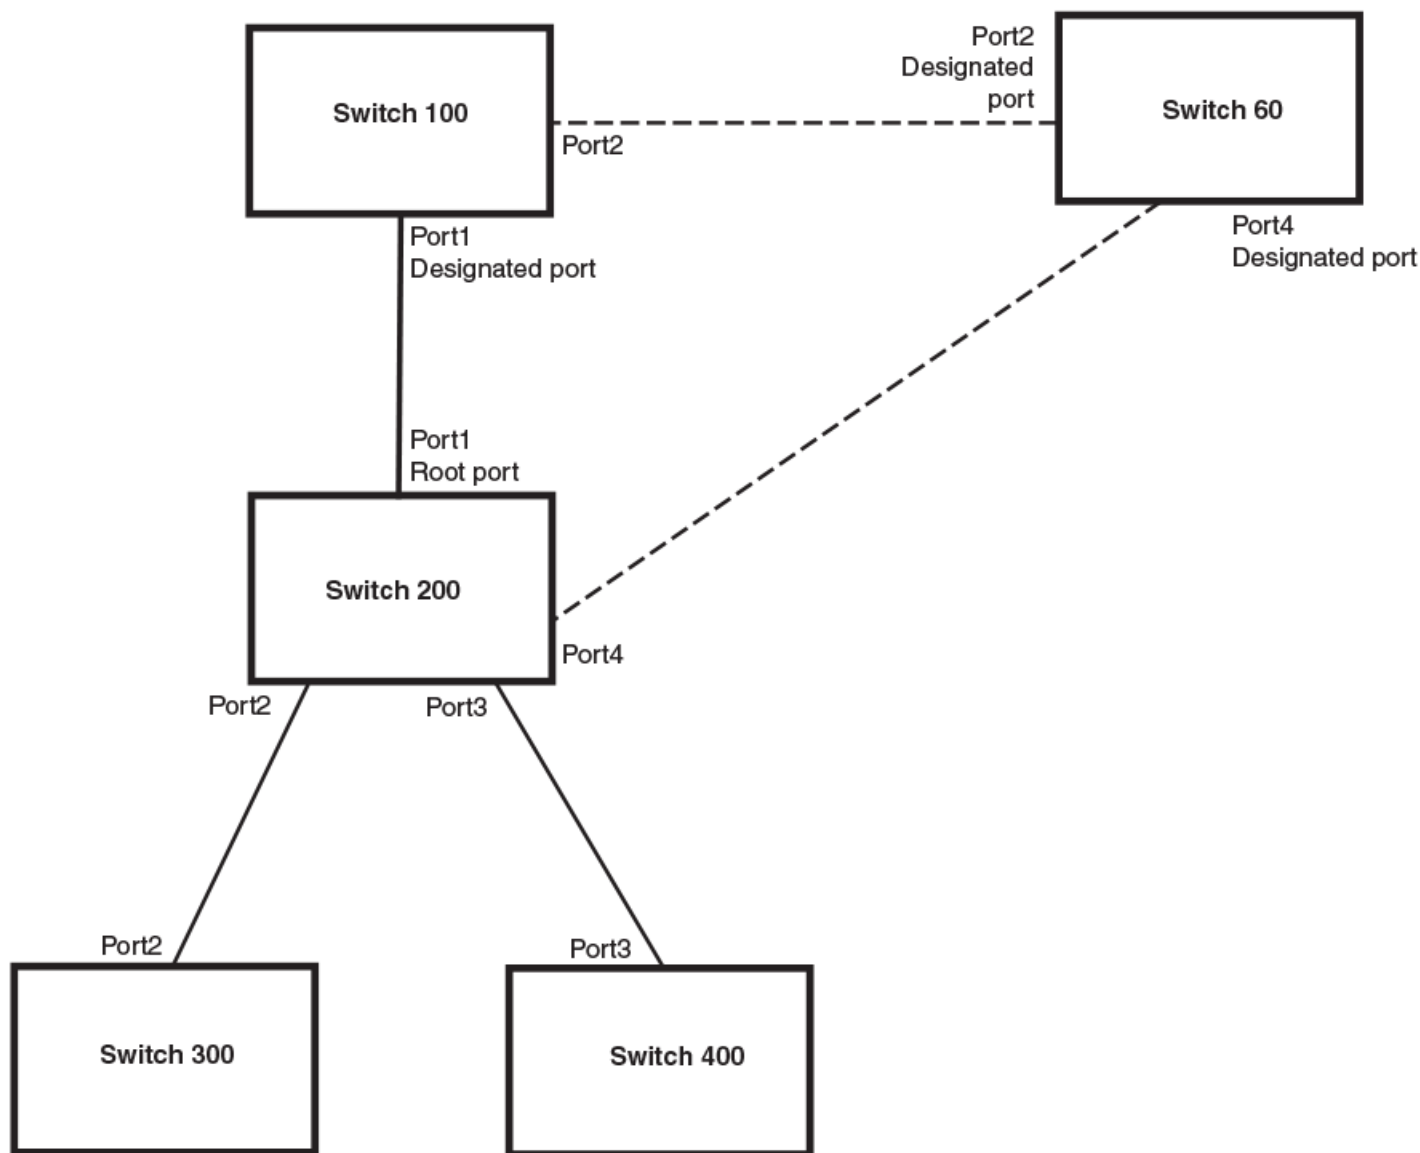 Port2
Designated
port
Switch 100
Switch 60
Port2
Port1
Designated port
Port4
Designated port
Port1
Root port
Switch 200
Port4
Port2
Port3
Port2
Port3
Switch 300
Switch 400